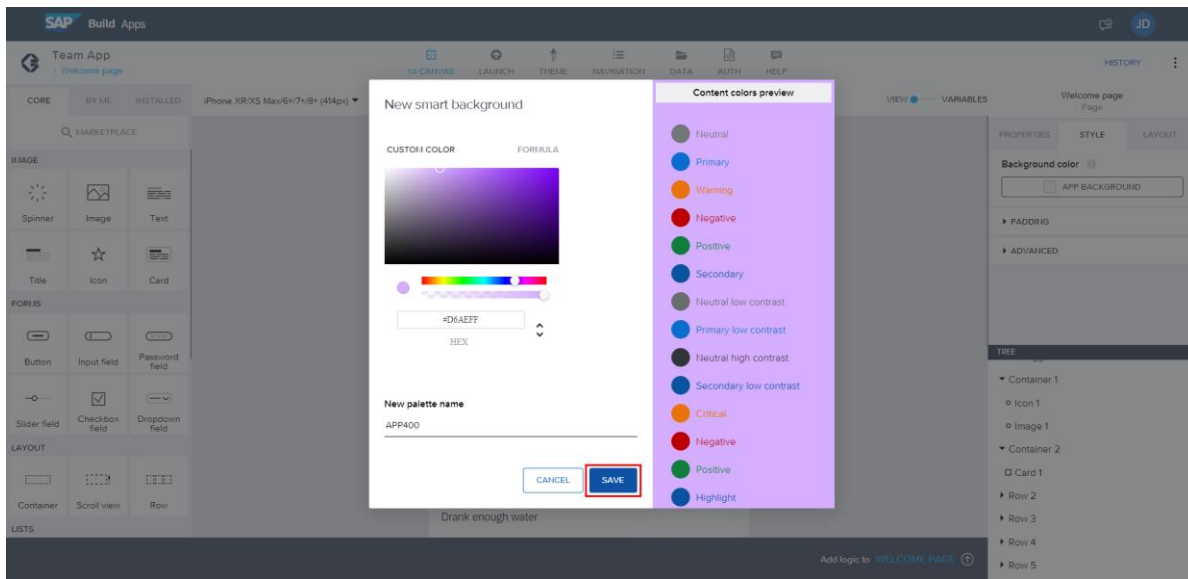 SAP Build Apps
JD
Team App
Welcome page
UI CANVAS
LAUNCH
THEME
NAVIGATION
DATA
AUTH
HELP
HISTORY
CORE
BY ME
INSTALLED
iPhone XR/XS Max/6+/7+/8+ (414px)
VIEW
VARIABLES
Welcome page
Page
MARKETPLACE
IMAGE
Spinner
Image
Text
Title
Icon
Card
FORMS
Button
Input field
Password field
Slider field
Checkbox field
Dropdown field
LAYOUT
Container
Scroll view
Row
LISTS
New smart background
CUSTOM COLOR
FORMULA
#D6AEFF
HEX
New palette name
APP400
CANCEL
SAVE
Content colors preview
Neutral
Primary
Warning
Negative
Positive
Secondary
Neutral low contrast
Primary low contrast
Neutral high contrast
Secondary low contrast
Critical
Negative
Positive
Highlight
Drank enough water
PROPERTIES
STYLE
LAYOUT
Background color
APP BACKGROUND
PADDING
ADVANCED
TREE
Container 1
Icon 1
Image 1
Container 2
Card 1
Row 2
Row 3
Row 4
Row 5
Add logic to WELCOME PAGE